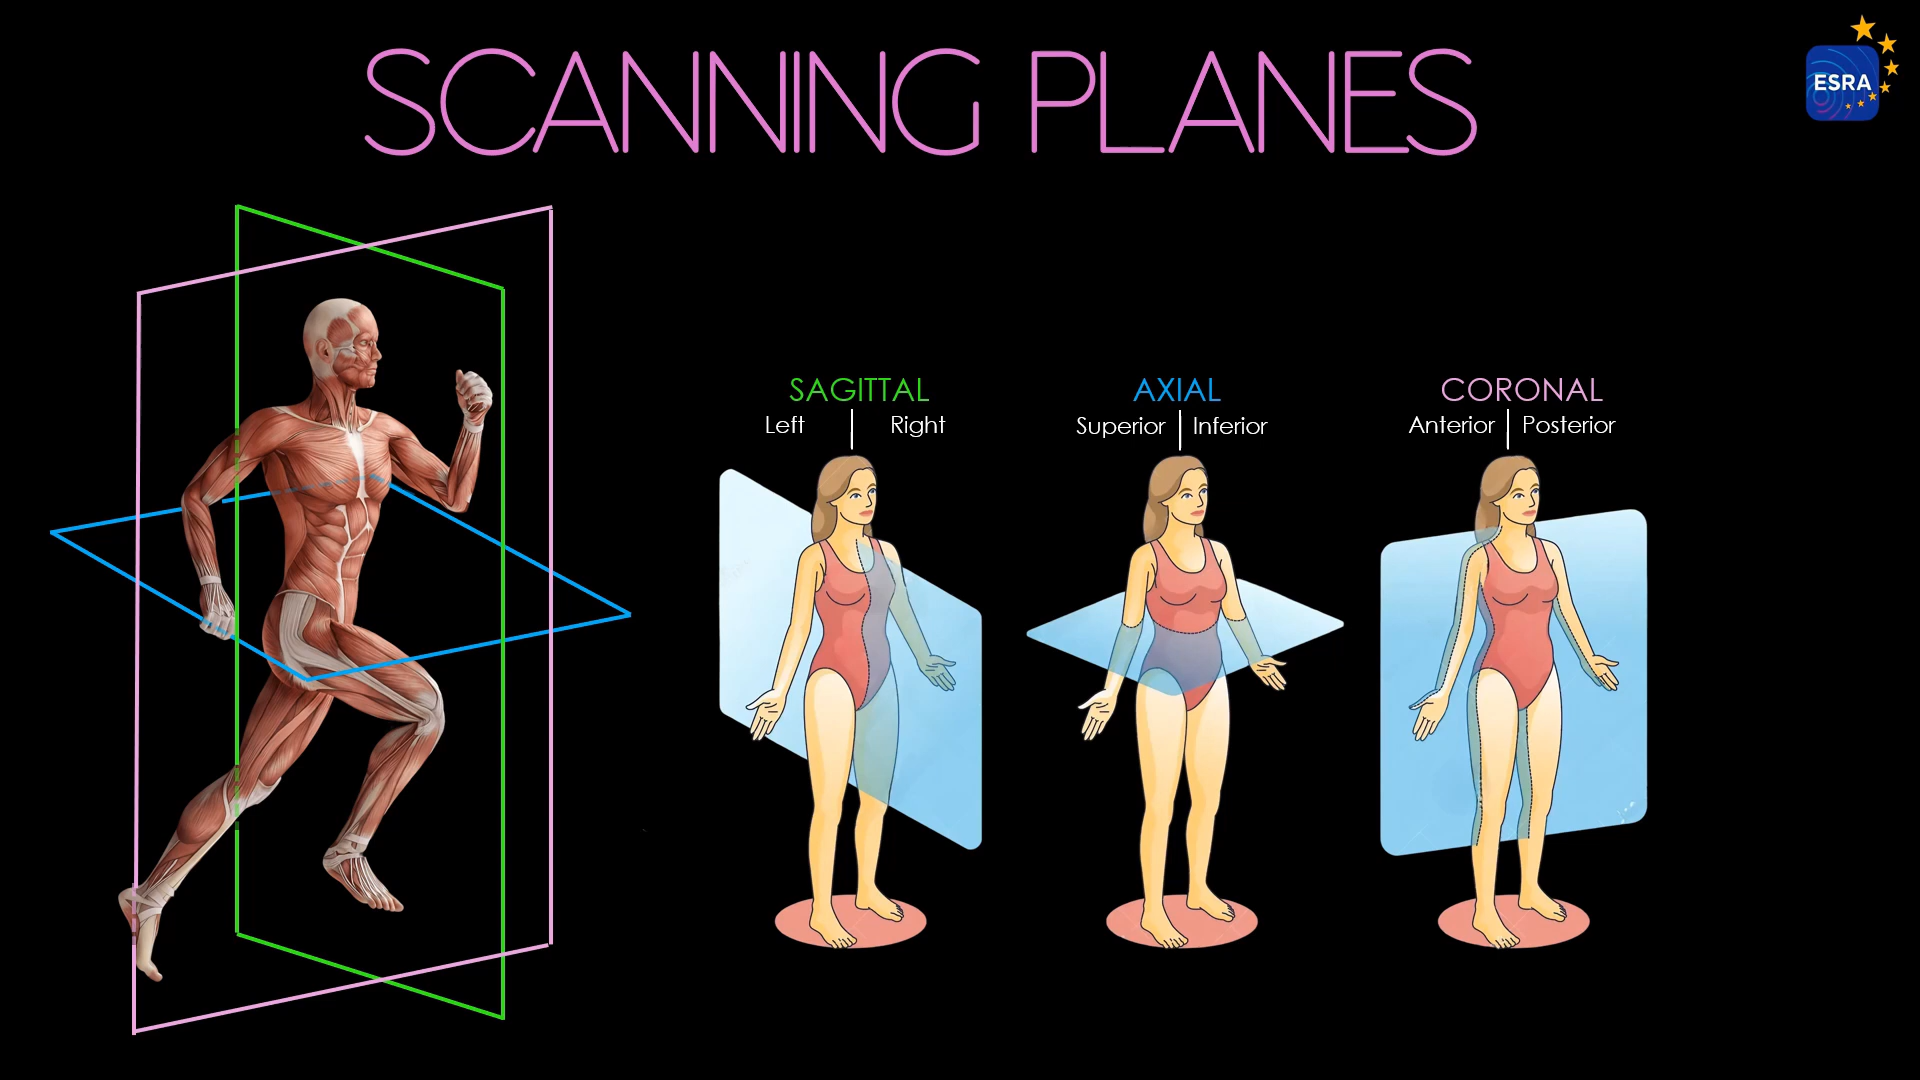 SCANNING PLANES
ESRA
SAGITTAL
Left | Right
AXIAL
Superior | Inferior
CORONAL
Anterior | Posterior